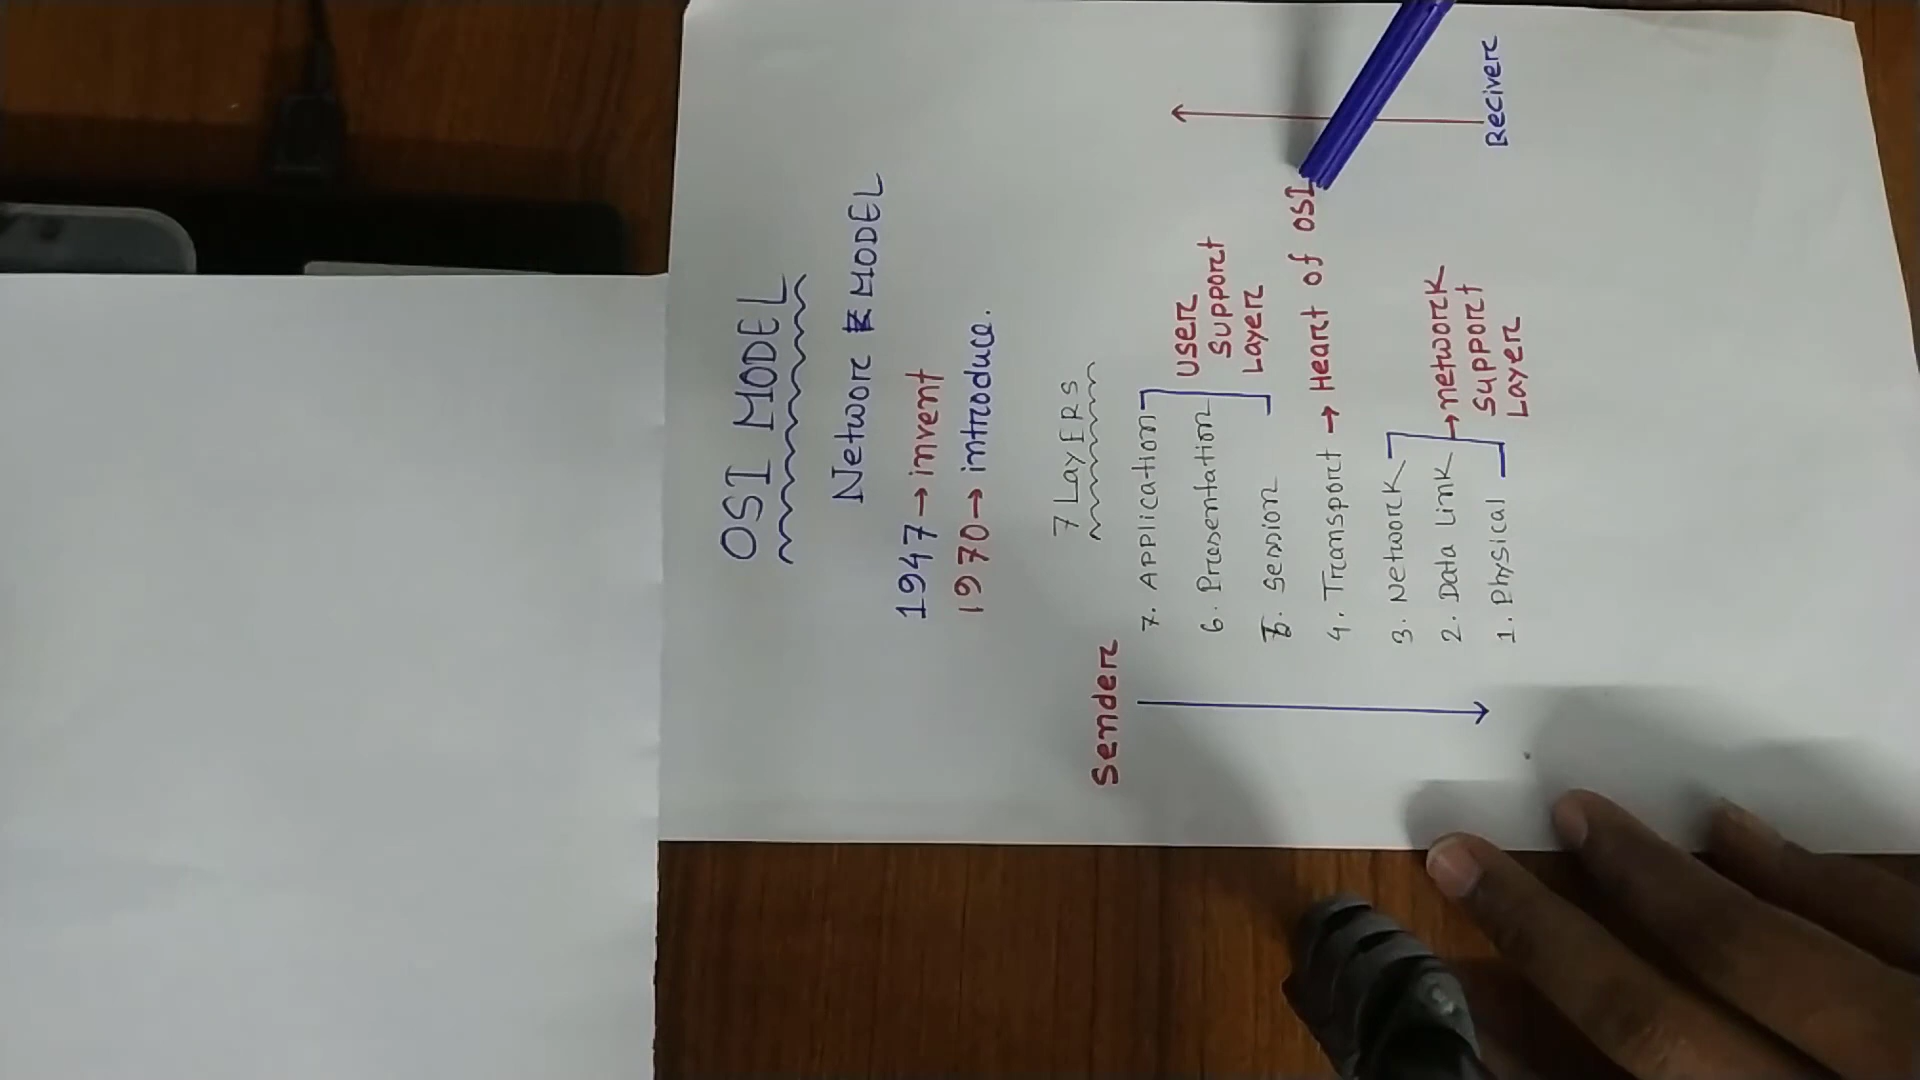 OSI MODEL
Network MODEL
1947 → invent
1970 → introduce.
7 LayERS
Sender
7. APPlication
6. Presentation
User
Support
Layer
5. Session
4. Transport → Heart of OSI
3. Network
2. Data Link
→ network
Support
Layer
1. Physical
Reciver